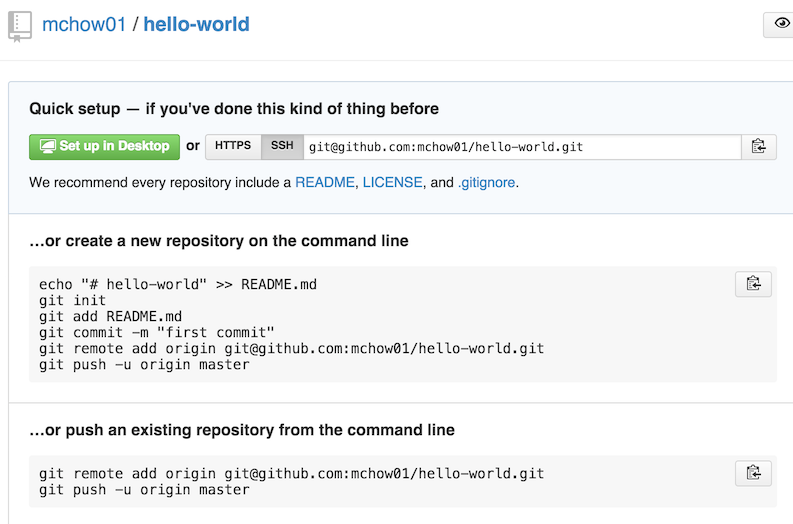 mchow01 / hello-world
Quick setup — if you've done this kind of thing before
Set up in Desktop or HTTPS SSH git@github.com:mchow01/hello-world.git
We recommend every repository include a README, LICENSE, and .gitignore.
…or create a new repository on the command line
echo "# hello-world" >> README.md
git init
git add README.md
git commit -m "first commit"
git remote add origin git@github.com:mchow01/hello-world.git
git push -u origin master
…or push an existing repository from the command line
git remote add origin git@github.com:mchow01/hello-world.git
git push -u origin master